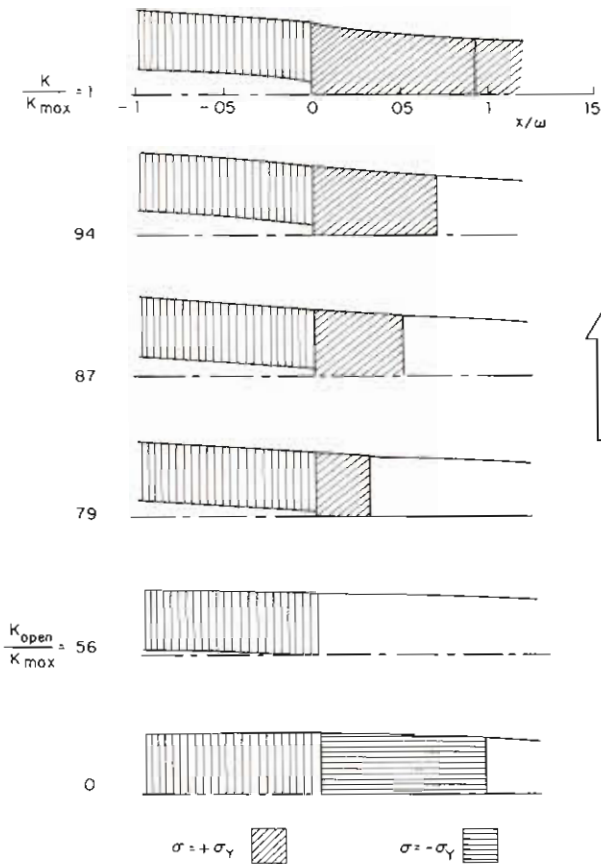 K / Kmax = 1
-1 -05 0 05 1 15
x/ω
94
87
79
Kopen / Kmax = 56
0
σ = +σY
σ = -σY